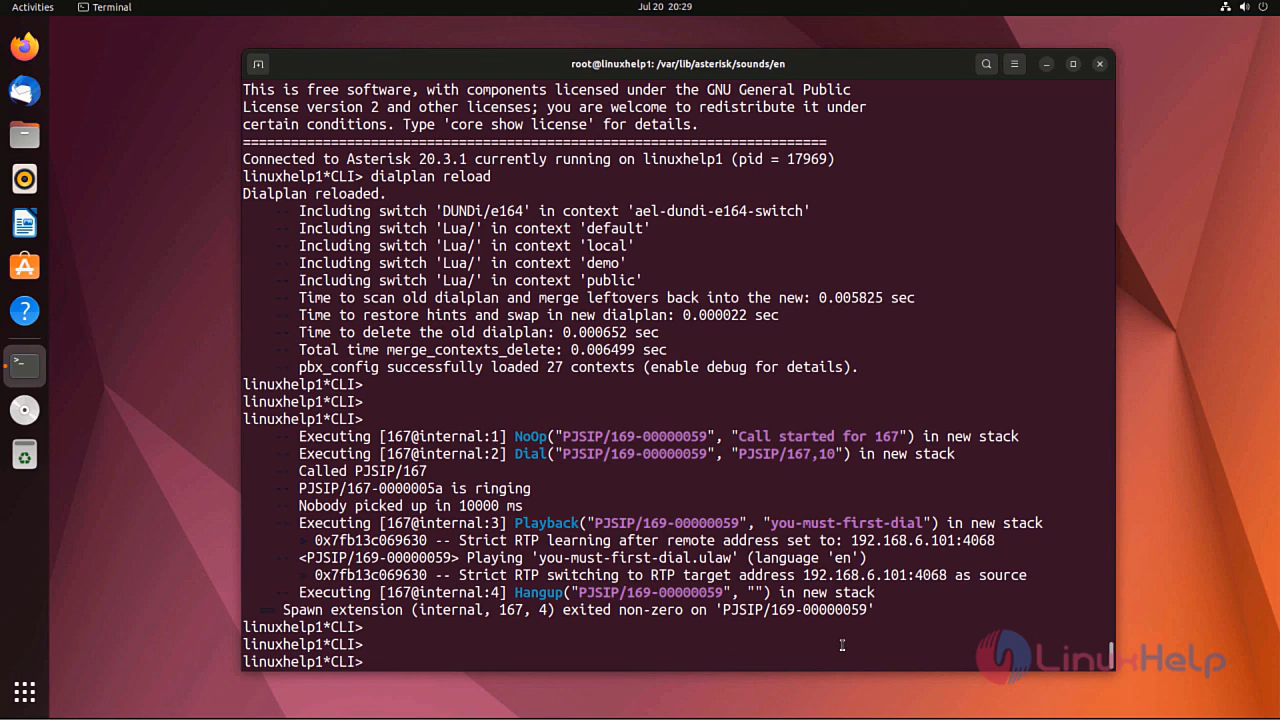 Activities Terminal Jul 20 20:29
root@linuxhelp1: /var/lib/asterisk/sounds/en
This is free software, with components licensed under the GNU General Public
License version 2 and other licenses; you are welcome to redistribute it under
certain conditions. Type 'core show license' for details.
=========================================================================
Connected to Asterisk 20.3.1 currently running on linuxhelp1 (pid = 17969)
linuxhelp1*CLI> dialplan reload
Dialplan reloaded.
-- Including switch 'DUNDi/e164' in context 'ael-dundi-e164-switch'
-- Including switch 'Lua/' in context 'default'
-- Including switch 'Lua/' in context 'local'
-- Including switch 'Lua/' in context 'demo'
-- Including switch 'Lua/' in context 'public'
-- Time to scan old dialplan and merge leftovers back into the new: 0.005825 sec
-- Time to restore hints and swap in new dialplan: 0.000022 sec
-- Time to delete the old dialplan: 0.000652 sec
-- Total time merge_contexts_delete: 0.006499 sec
-- pbx_config successfully loaded 27 contexts (enable debug for details).
linuxhelp1*CLI>
linuxhelp1*CLI>
linuxhelp1*CLI>
-- Executing [167@internal:1] NoOp("PJSIP/169-00000059", "Call started for 167") in new stack
-- Executing [167@internal:2] Dial("PJSIP/169-00000059", "PJSIP/167,10") in new stack
-- Called PJSIP/167
-- PJSIP/167-0000005a is ringing
-- Nobody picked up in 10000 ms
-- Executing [167@internal:3] Playback("PJSIP/169-00000059", "you-must-first-dial") in new stack
> 0x7fb13c069630 -- Strict RTP learning after remote address set to: 192.168.6.101:4068
-- <PJSIP/169-00000059> Playing 'you-must-first-dial.ulaw' (language 'en')
> 0x7fb13c069630 -- Strict RTP switching to RTP target address 192.168.6.101:4068 as source
-- Executing [167@internal:4] Hangup("PJSIP/169-00000059", "") in new stack
== Spawn extension (internal, 167, 4) exited non-zero on 'PJSIP/169-00000059'
linuxhelp1*CLI>
linuxhelp1*CLI>
linuxhelp1*CLI>
LinuxHelp